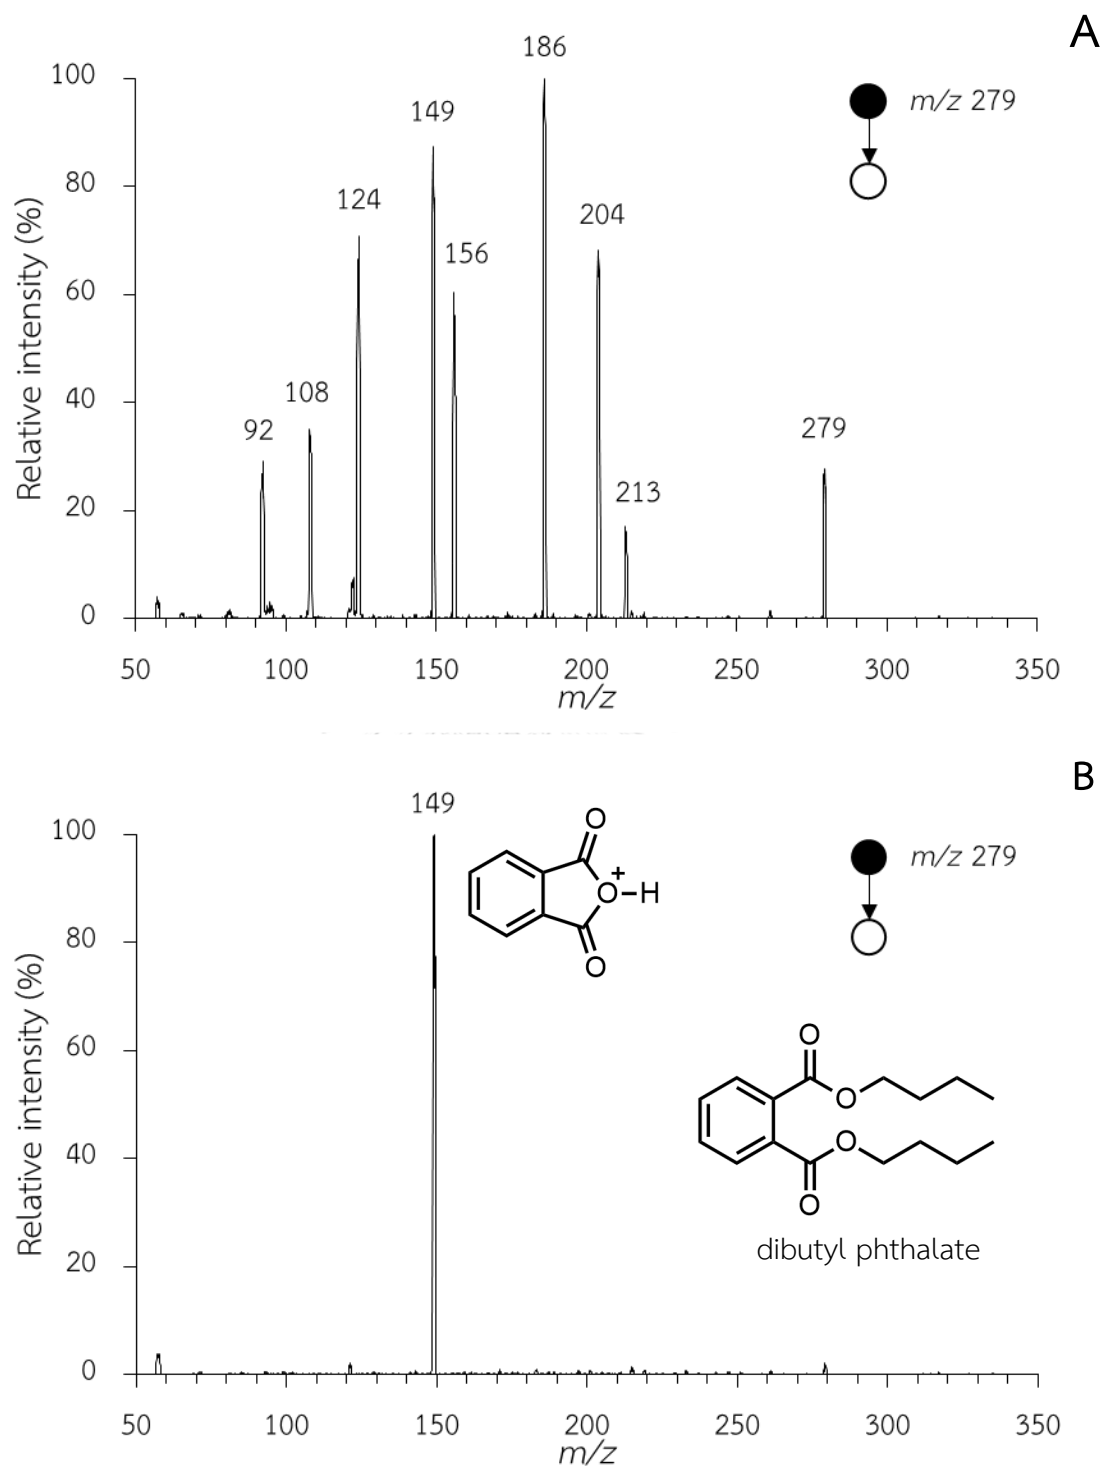 A
186
100
149
m/z 279
80
124
204
156
60
40
108
92
279
213
20
0
Relative intensity (%)
50 100 150 200 250 300 350
m/z
B
149
100
O
m/z 279
+
O-H
80
O
O
60
O
O
40
O
dibutyl phthalate
20
0
Relative intensity (%)
50 100 150 200 250 300 350
m/z